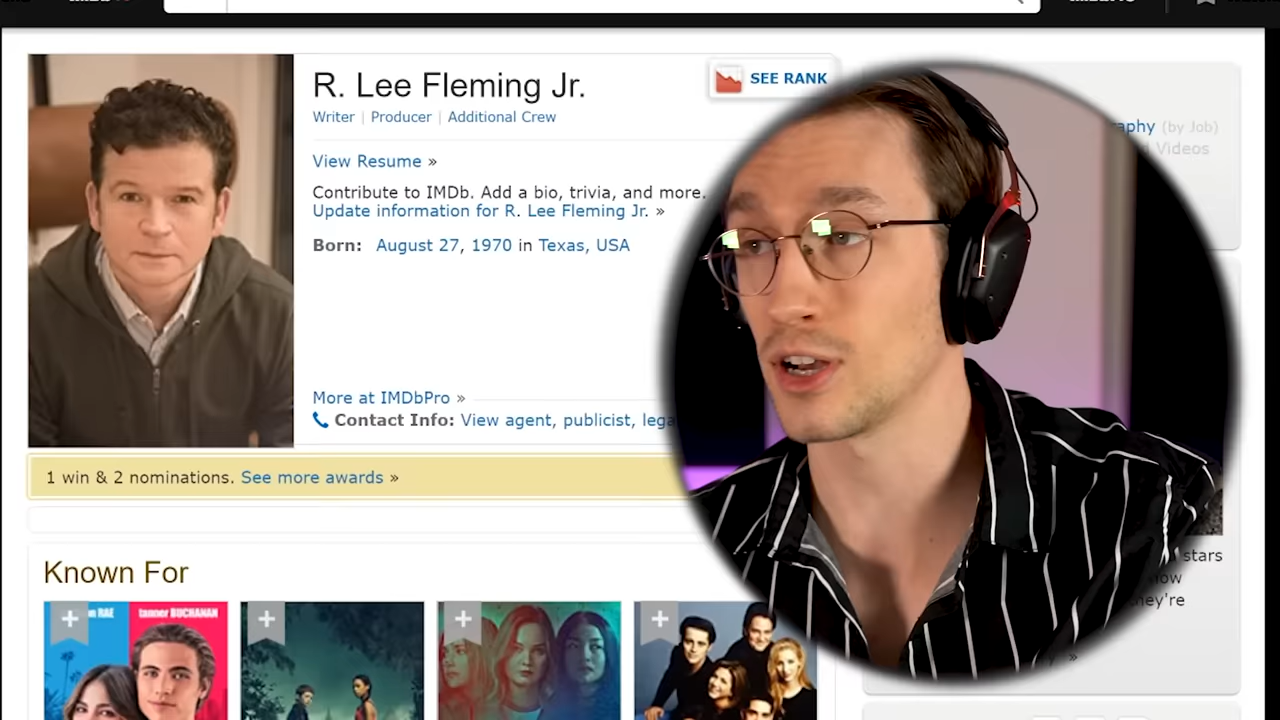 R. Lee Fleming Jr.
SEE RANK
Writer | Producer | Additional Crew
View Resume »
Contribute to IMDb. Add a bio, trivia, and more.
Update information for R. Lee Fleming Jr. »
Born: August 27, 1970 in Texas, USA
More at IMDbPro »
Contact Info: View agent, publicist, lega
1 win & 2 nominations. See more awards »
Known For
RAE
tanner BUCHANAN
aphy (by Job)
Videos
stars
they're
»